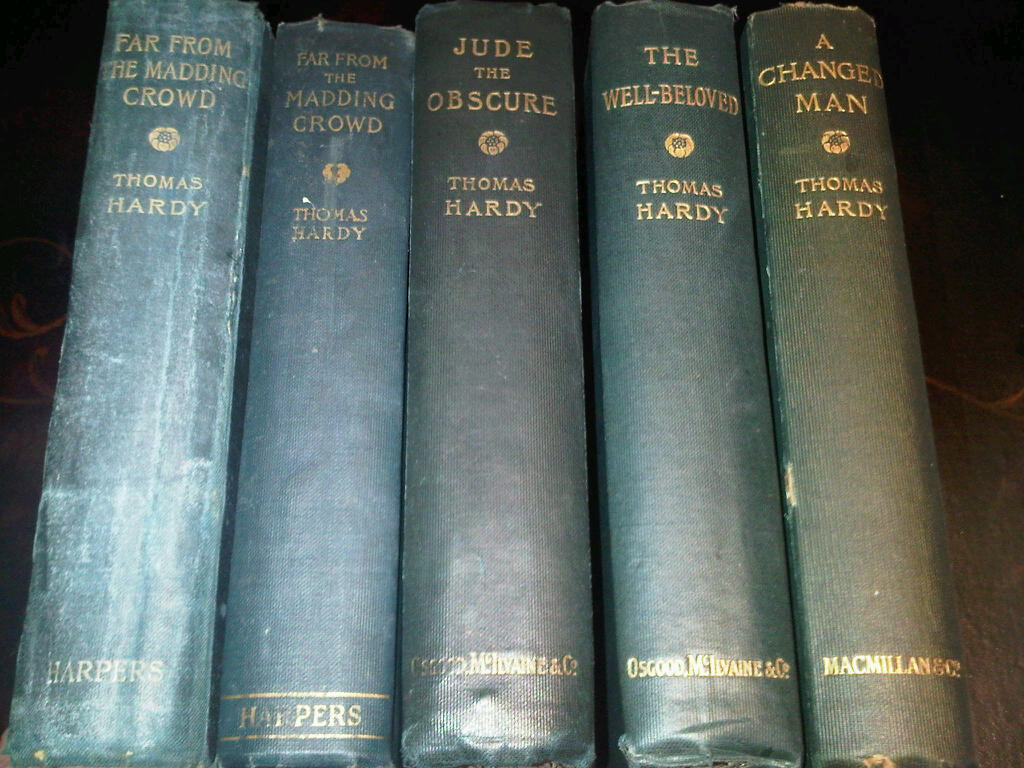 FAR FROM
THE MADDING
CROWD
THOMAS
HARDY
HARPERS
FAR FROM
THE
MADDING
CROWD
THOMAS
HARDY
HARPERS
JUDE
THE
OBSCURE
THOMAS
HARDY
OSGOOD, McILVAINE & Co
THE
WELL-BELOVED
THOMAS
HARDY
OSGOOD, McILVAINE & Co
A
CHANGED
MAN
THOMAS
HARDY
MACMILLAN & Co